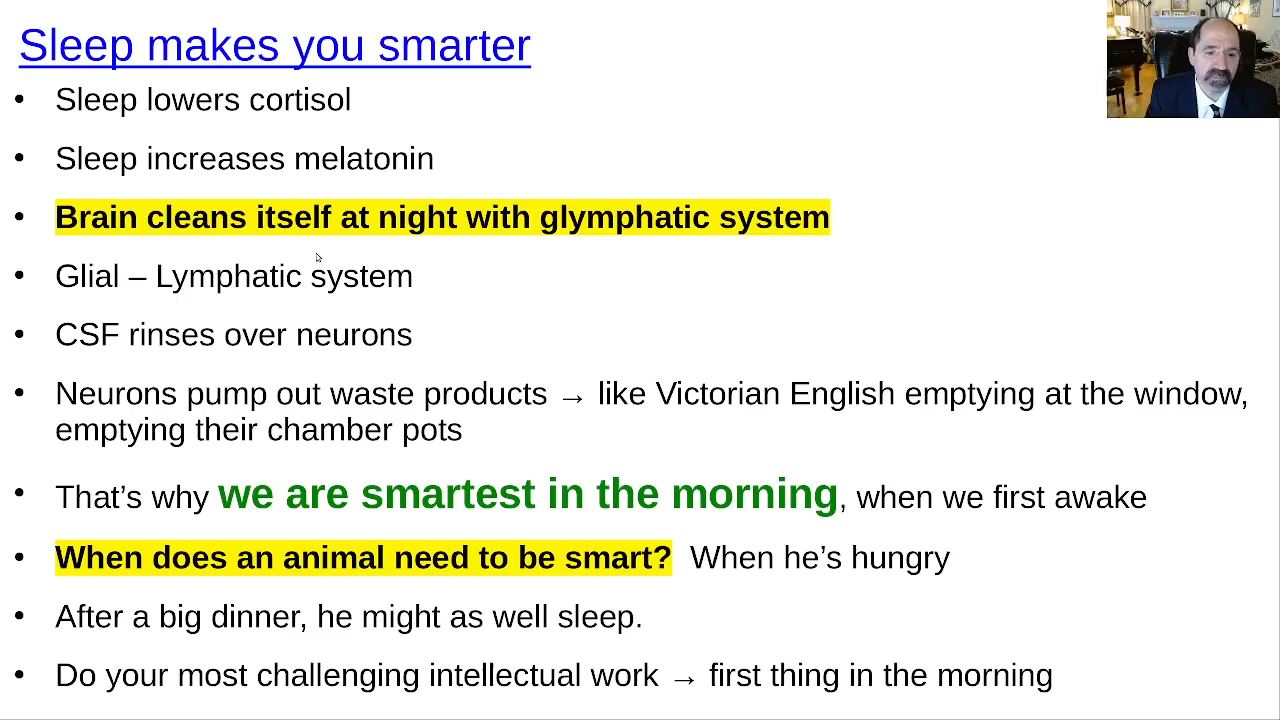 Sleep makes you smarter
• Sleep lowers cortisol
• Sleep increases melatonin
• Brain cleans itself at night with glymphatic system
• Glial – Lymphatic system
• CSF rinses over neurons
• Neurons pump out waste products → like Victorian English emptying at the window,
emptying their chamber pots
• That’s why we are smartest in the morning, when we first awake
• When does an animal need to be smart? When he’s hungry
• After a big dinner, he might as well sleep.
• Do your most challenging intellectual work → first thing in the morning